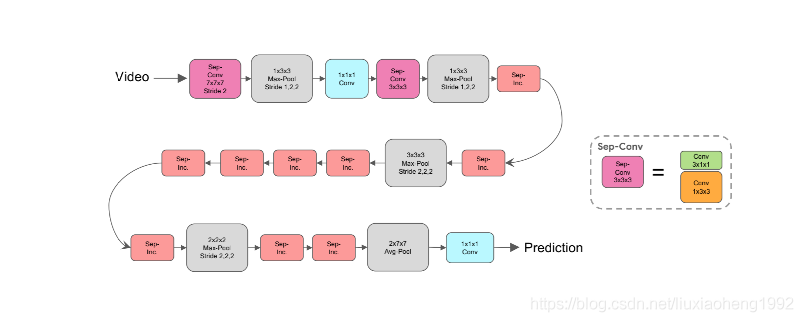 Video
Sep-
Conv
7x7x7
Stride 2
1x3x3
Max-Pool
Stride 1,2,2
1x1x1
Conv
Sep-
Conv
3x3x3
1x3x3
Max-Pool
Stride 1,2,2
Sep-
Inc
Sep-
Inc.
3x3x3
Max Pool
Stride 2,2,2
Sep-
Inc.
Sep-
Inc.
Sep-
Inc.
Sep-
Inc.
Sep-
Inc.
2x2x2
Max-Pool
Stride 2,2,2
Sep-
Inc
Sep-
Inc
2x7x7
Avg Pool
1x1x1
Conv
Prediction
Sep-Conv
Sep-
Conv
3x3x3
=
Conv
3x1x1
Conv
1x3x3
https://blog.csdn.net/liuxiaoheng1992